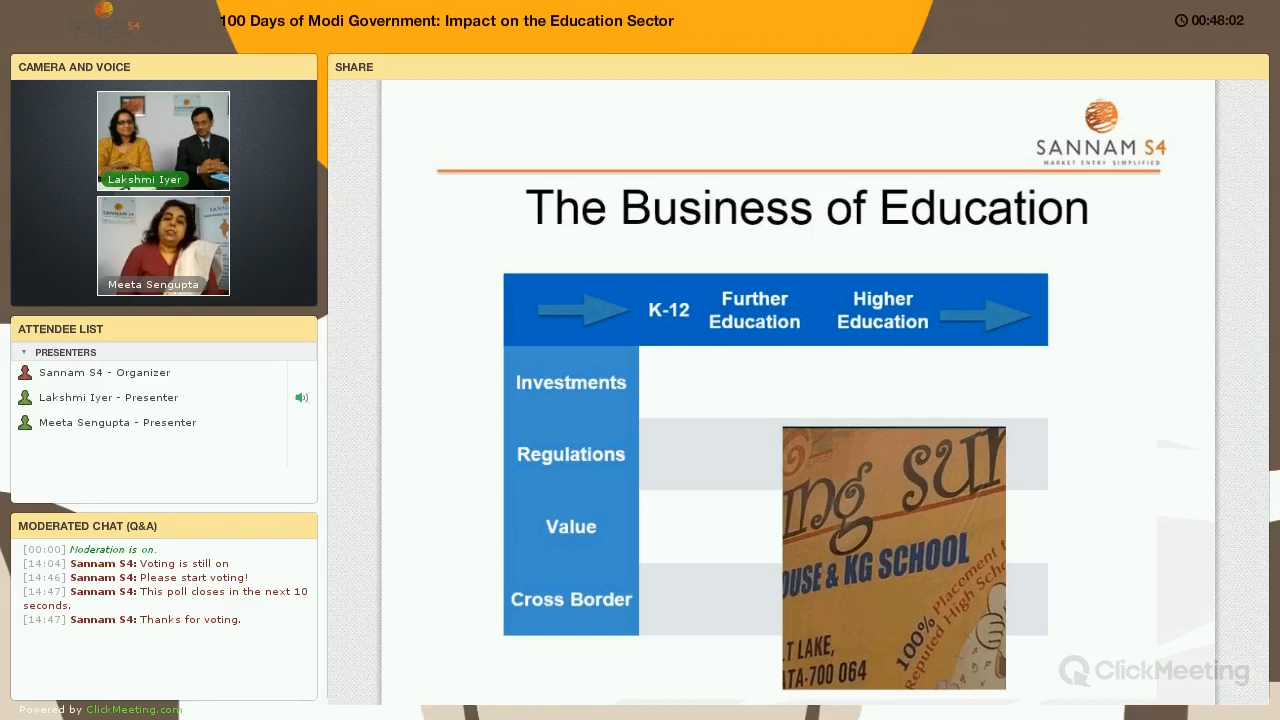 100 Days of Modi Government: Impact on the Education Sector
00:48:02
CAMERA AND VOICE
Lakshmi Iyer
Meeta Sengupta
ATTENDEE LIST
PRESENTERS
Sannam S4 - Organizer
Lakshmi Iyer - Presenter
Meeta Sengupta - Presenter
MODERATED CHAT (Q&A)
[00:00] Moderation is on.
[14:04] Sannam S4: Voting is still on
[14:46] Sannam S4: Please start voting!
[14:47] Sannam S4: This poll closes in the next 10
seconds.
[14:47] Sannam S4: Thanks for voting.
Powered by ClickMeeting.com
SHARE
SANNAM S4
MARKET ENTRY SIMPLIFIED
The Business of Education
K-12
Further
Education
Higher
Education
Investments
Regulations
Value
Cross Border
ng sun
OUSE & KG SCHOOL
100% Placement
Reputed High Scho
T LAKE,
ATA-700 064
ClickMeeting